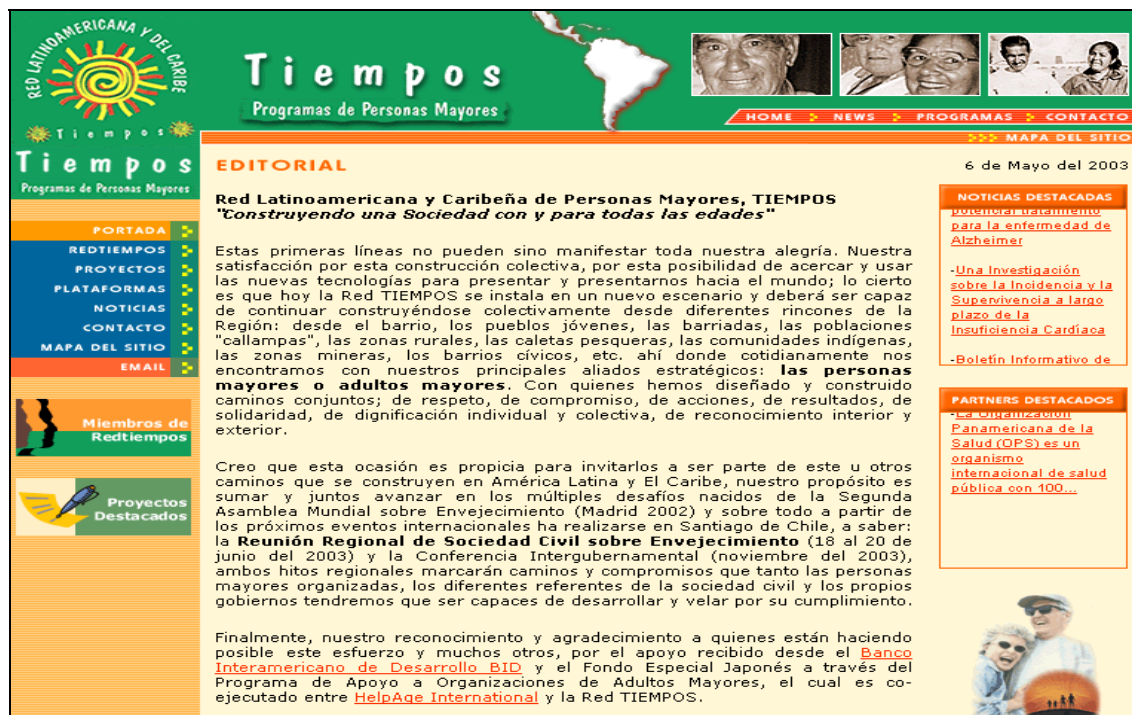 RED LATINOAMERICANA Y DEL CARIBE
Tiempos
Tiempos
Programas de Personas Mayores
Tiempos
Programas de Personas Mayores
HOME NEWS PROGRAMAS CONTACTO
MAPA DEL SITIO
PORTADA
REDTIEMPOS
PROYECTOS
PLATAFORMAS
NOTICIAS
CONTACTO
MAPA DEL SITIO
EMAIL
Miembros de
Redtiempos
Proyectos
Destacados
EDITORIAL
6 de Mayo del 2003
Red Latinoamericana y Caribeña de Personas Mayores, TIEMPOS
"Construyendo una Sociedad con y para todas las edades"
Estas primeras líneas no pueden sino manifestar toda nuestra alegría. Nuestra
satisfacción por esta construcción colectiva, por esta posibilidad de acercar y usar
las nuevas tecnologías para presentar y presentarnos hacia el mundo; lo cierto
es que hoy la Red TIEMPOS se instala en un nuevo escenario y deberá ser capaz
de continuar construyéndose colectivamente desde diferentes rincones de la
Región: desde el barrio, los pueblos jóvenes, las barriadas, las poblaciones
"callampas", las zonas rurales, las caletas pesqueras, las comunidades indígenas,
las zonas mineras, los barrios cívicos, etc. ahí donde cotidianamente nos
encontramos con nuestros principales aliados estratégicos: las personas
mayores o adultos mayores. Con quienes hemos diseñado y construido
caminos conjuntos; de respeto, de compromiso, de acciones, de resultados, de
solidaridad, de dignificación individual y colectiva, de reconocimiento interior y
exterior.
Creo que esta ocasión es propicia para invitarlos a ser parte de este u otros
caminos que se construyen en América Latina y El Caribe, nuestro propósito es
sumar y juntos avanzar en los múltiples desafíos nacidos de la Segunda
Asamblea Mundial sobre Envejecimiento (Madrid 2002) y sobre todo a partir de
los próximos eventos internacionales ha realizarse en Santiago de Chile, a saber:
la Reunión Regional de Sociedad Civil sobre Envejecimiento (18 al 20 de
junio del 2003) y la Conferencia Intergubernamental (noviembre del 2003),
ambos hitos regionales marcarán caminos y compromisos que tanto las personas
mayores organizadas, los diferentes referentes de la sociedad civil y los propios
gobiernos tendremos que ser capaces de desarrollar y velar por su cumplimiento.
Finalmente, nuestro reconocimiento y agradecimiento a quienes están haciendo
posible este esfuerzo y muchos otros, por el apoyo recibido desde el Banco
Interamericano de Desarrollo BID y el Fondo Especial Japonés a través del
Programa de Apoyo a Organizaciones de Adultos Mayores, el cual es co-
ejecutado entre HelpAge International y la Red TIEMPOS.
NOTICIAS DESTACADAS
potencial tratamiento
para la enfermedad de
Alzheimer
-Una Investigación
sobre la Incidencia y la
Supervivencia a largo
plazo de la
Insuficiencia Cardíaca
-Boletín Informativo de
PARTNERS DESTACADOS
-La Organización
Panamericana de la
Salud (OPS) es un
organismo
internacional de salud
pública con 100...